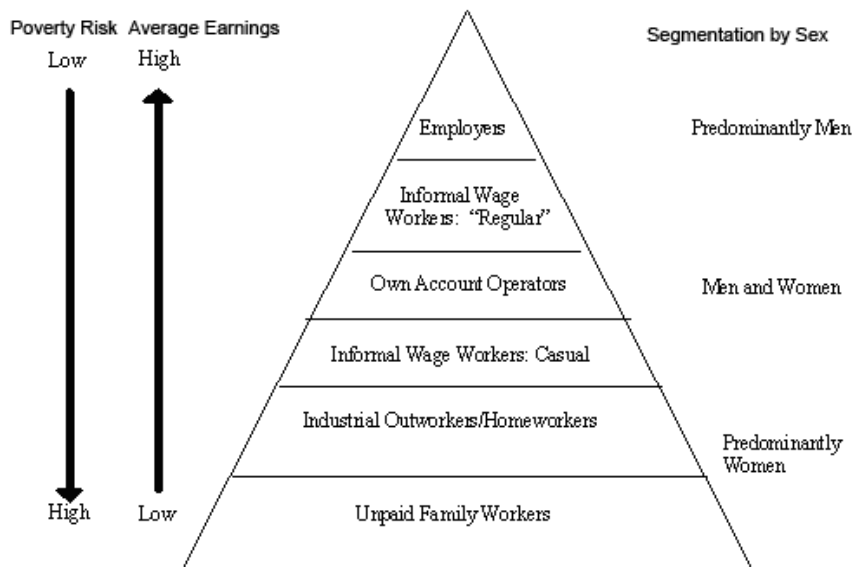 Poverty Risk Average Earnings
Segmentation by Sex
Low High
Employers
Predominantly Men
Informal Wage
Workers: “Regular”
Own Account Operators
Men and Women
Informal Wage Workers: Casual
Industrial Outworkers/Homeworkers
Predominantly
Women
High Low
Unpaid Family Workers